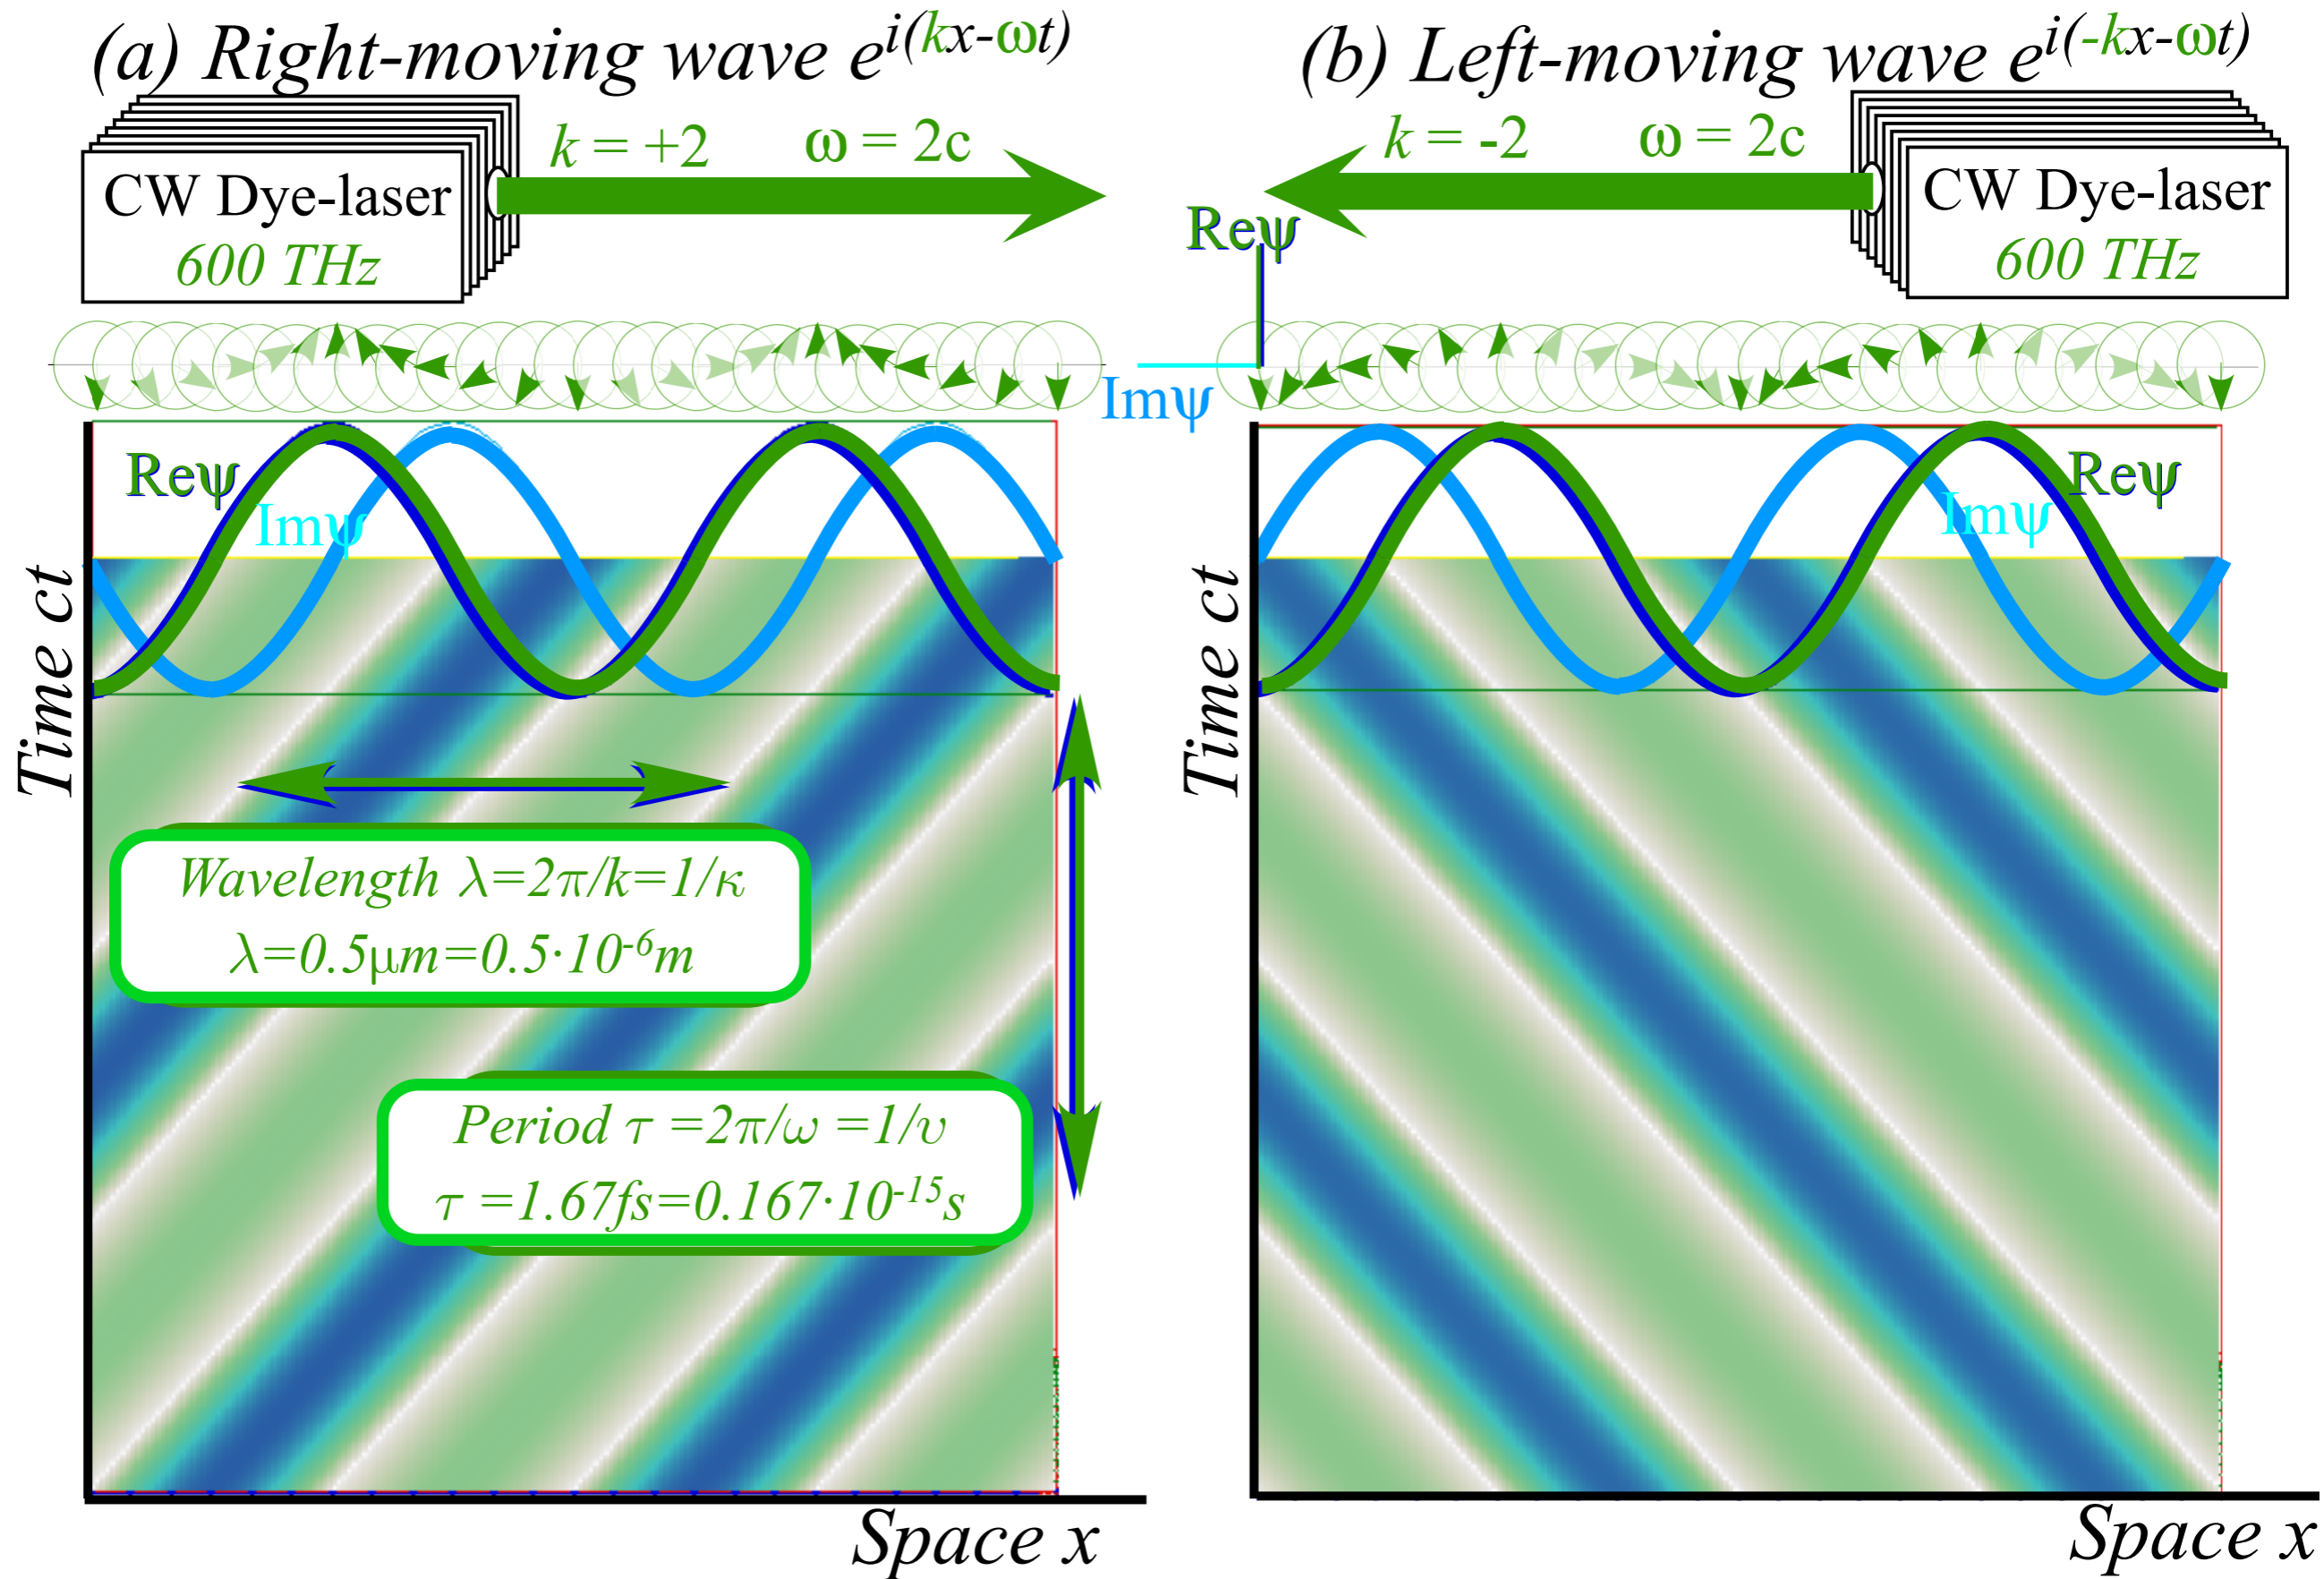 (a) Right-moving wave e^{i(kx-ωt)}
k = +2 ω = 2c
CW Dye-laser
600 THz
(b) Left-moving wave e^{i(-kx-ωt)}
k = -2 ω = 2c
CW Dye-laser
600 THz
Reψ
Imψ
Reψ
Imψ
Time ct
Wavelength λ=2π/k=1/κ
λ=0.5μm=0.5·10^{-6}m
Period τ =2π/ω =1/υ
τ =1.67fs=0.167·10^{-15}s
Space x
Reψ
Imψ
Time ct
Space x